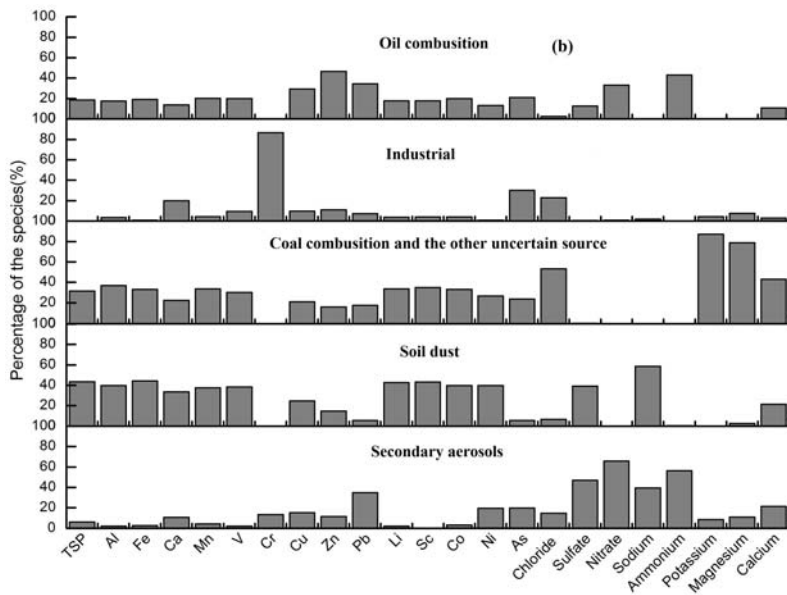 100
80
60
40
20
Oil combusition
(b)
100
80
60
40
20
Industrial
100
80
60
40
20
Coal combusition and the other uncertain source
100
80
60
40
20
Soil dust
100
80
60
40
20
0
Secondary aerosols
Percentage of the species(%)
TSP
Al
Fe
Ca
Mn
V
Cr
Cu
Zn
Pb
Li
Sc
Co
Ni
As
Chloride
Sulfate
Nitrate
Sodium
Ammonium
Potassium
Magnesium
Calcium